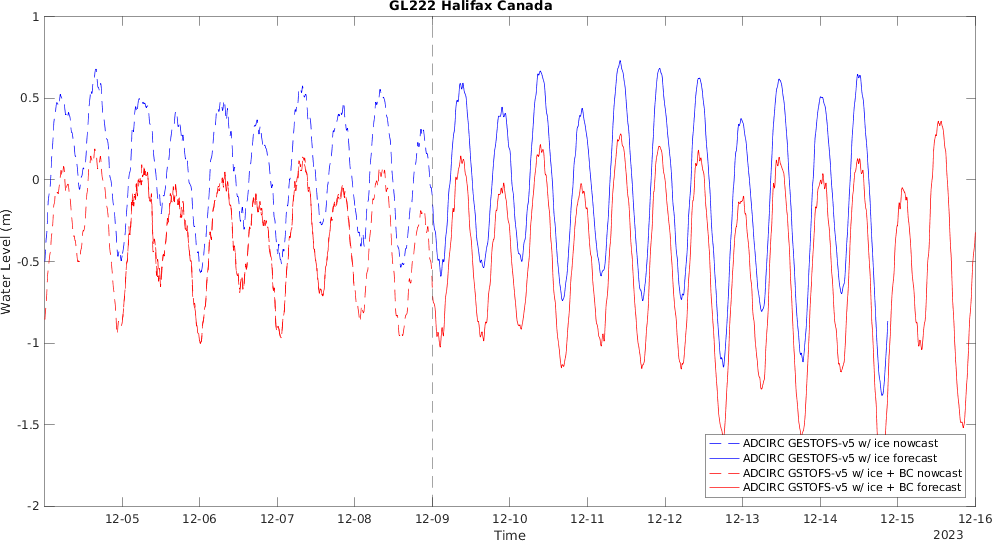 GL222 Halifax Canada
1
0.5
0
-0.5
-1
-1.5
-2
Water Level (m)
ADCIRC GESTOFS-v5 w/ ice nowcast
ADCIRC GESTOFS-v5 w/ ice forecast
ADCIRC GSTOFS-v5 w/ ice + BC nowcast
ADCIRC GSTOFS-v5 w/ ice + BC forecast
12-05 12-06 12-07 12-08 12-09 12-10 12-11 12-12 12-13 12-14 12-15 12-16
Time
2023